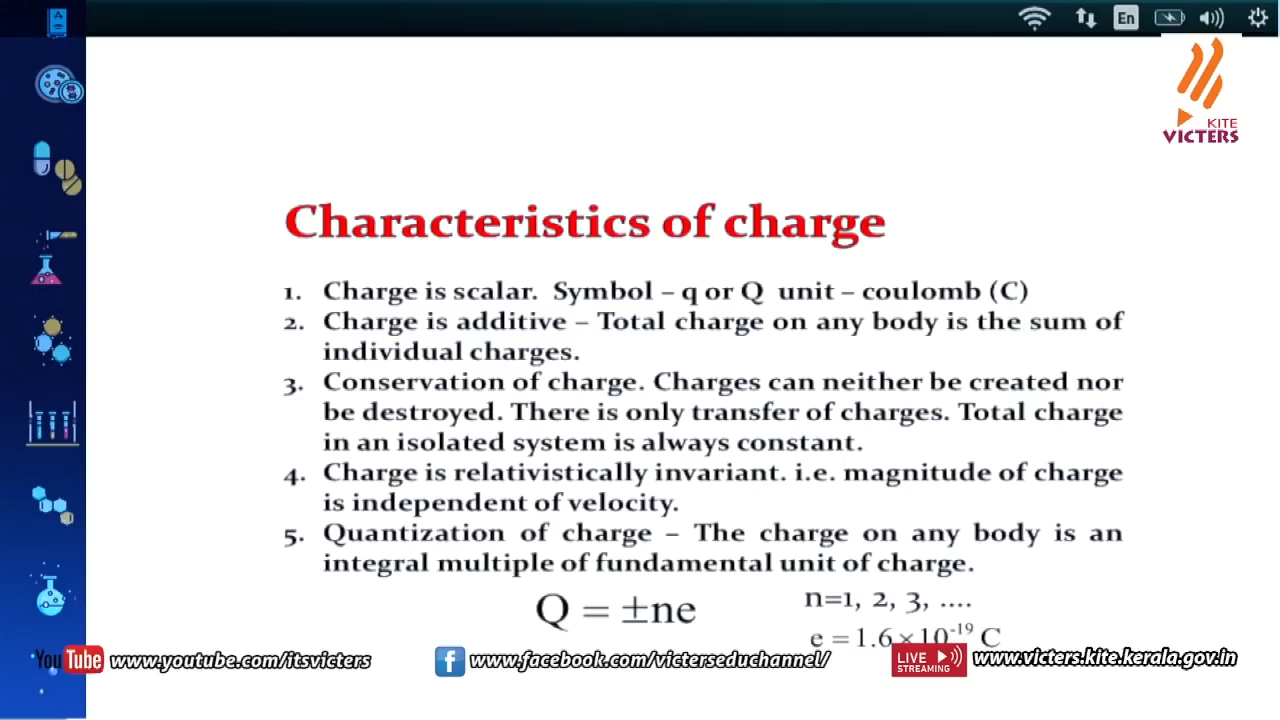 En
KITE
VICTERS
Characteristics of charge
1. Charge is scalar. Symbol – q or Q unit – coulomb (C)
2. Charge is additive – Total charge on any body is the sum of
individual charges.
3. Conservation of charge. Charges can neither be created nor
be destroyed. There is only transfer of charges. Total charge
in an isolated system is always constant.
4. Charge is relativistically invariant. i.e. magnitude of charge
is independent of velocity.
5. Quantization of charge – The charge on any body is an
integral multiple of fundamental unit of charge.
Q = ±ne
n=1, 2, 3, ....
e = 1.6 × 10⁻¹⁹ C
YouTube www.youtube.com/itsvicters
f www.facebook.com/victerseduchannel/
LIVE STREAMING www.victers.kite.kerala.gov.in